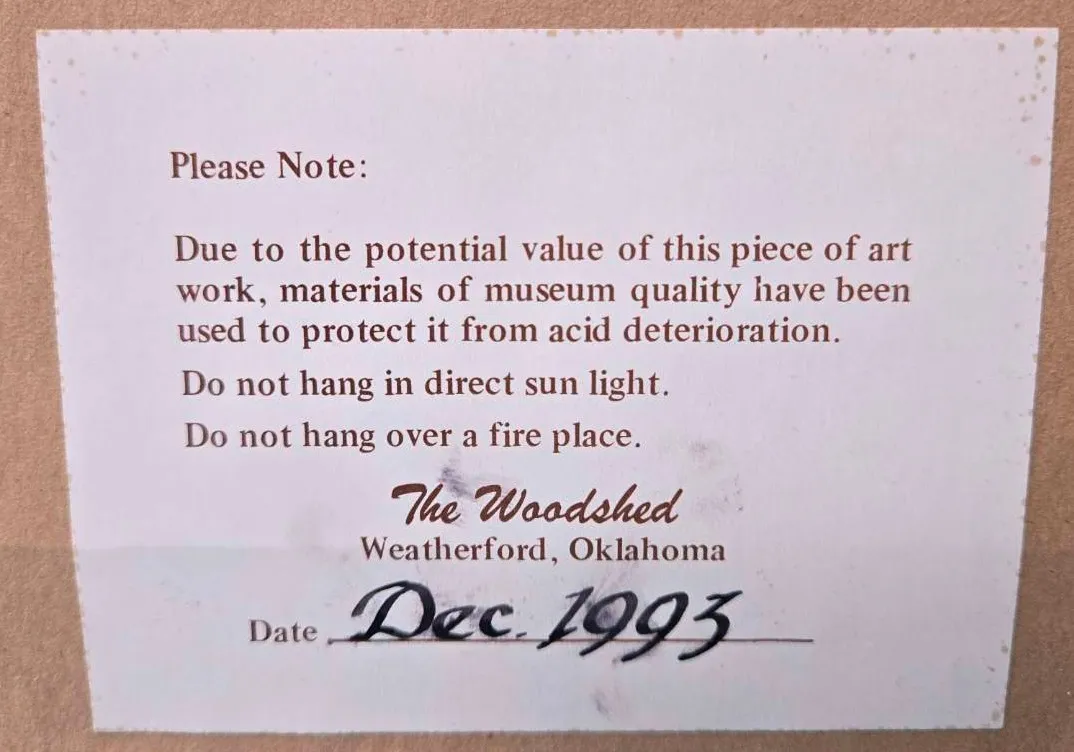 Please Note:
Due to the potential value of this piece of art
work, materials of museum quality have been
used to protect it from acid deterioration.
Do not hang in direct sun light.
Do not hang over a fire place.
The Woodshed
Weatherford, Oklahoma
Date Dec. 1993